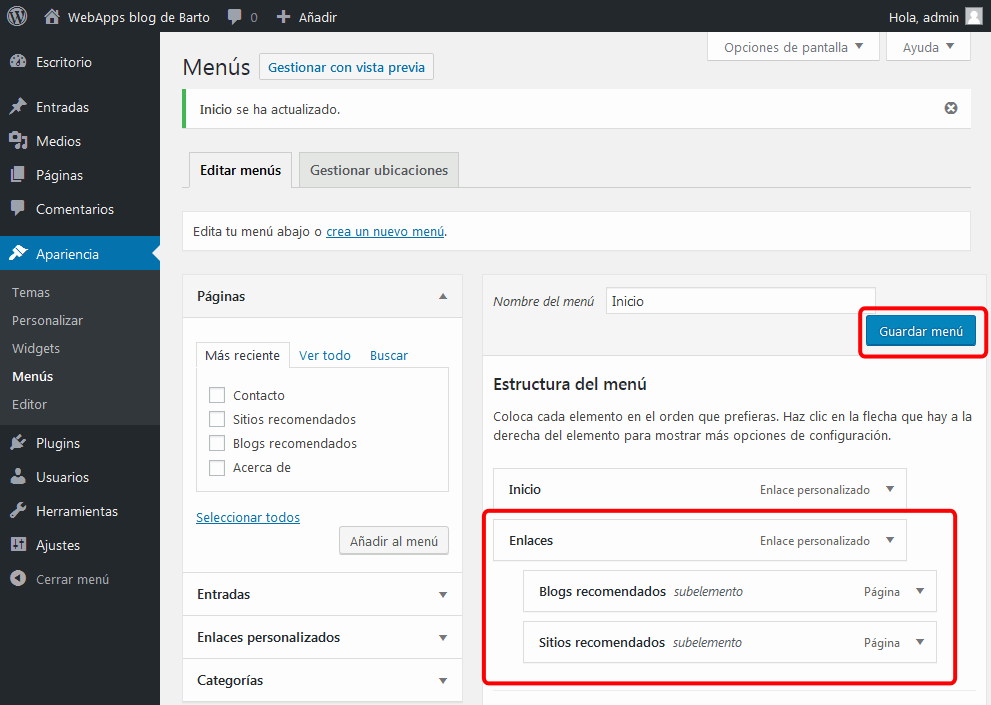 WebApps blog de Barto 0 Añadir Hola, admin
Escritorio
Entradas
Medios
Páginas
Comentarios
Apariencia
Temas
Personalizar
Widgets
Menús
Editor
Plugins
Usuarios
Herramientas
Ajustes
Cerrar menú
Opciones de pantalla Ayuda
Menús Gestionar con vista previa
Inicio se ha actualizado.
Editar menús Gestionar ubicaciones
Edita tu menú abajo o crea un nuevo menú.
Páginas
Más reciente Ver todo Buscar
Contacto
Sitios recomendados
Blogs recomendados
Acerca de
Seleccionar todos
Añadir al menú
Entradas
Enlaces personalizados
Categorías
Nombre del menú Inicio
Guardar menú
Estructura del menú
Coloca cada elemento en el orden que prefieras. Haz clic en la flecha que hay a la
derecha del elemento para mostrar más opciones de configuración.
Inicio Enlace personalizado
Enlaces Enlace personalizado
Blogs recomendados subelemento Página
Sitios recomendados subelemento Página